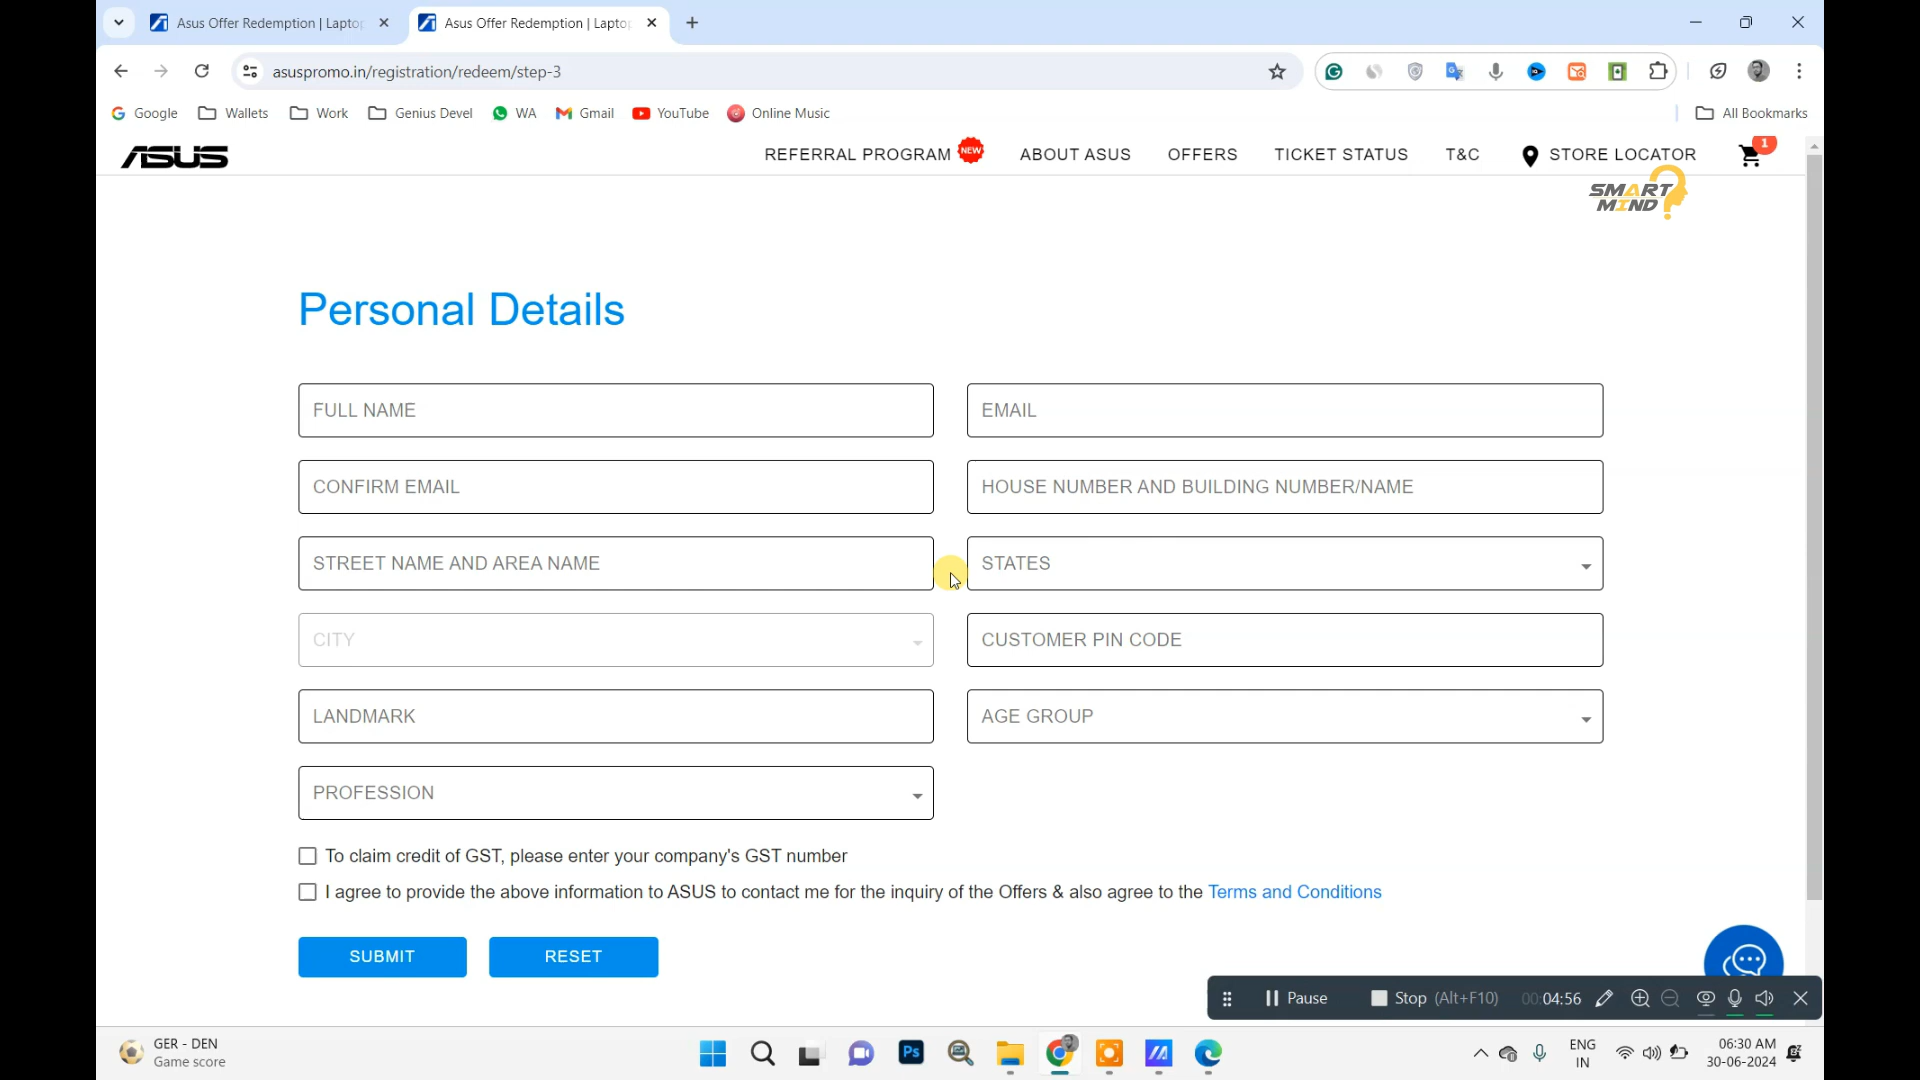 Asus Offer Redemption | Lapto
Asus Offer Redemption | Lapto
asuspromo.in/registration/redeem/step-3
Google
Wallets
Work
Genius Devel
WA
Gmail
YouTube
Online Music
All Bookmarks
ASUS
REFERRAL PROGRAM
NEW
ABOUT ASUS
OFFERS
TICKET STATUS
T&C
STORE LOCATOR
1
SMART
MIND
Personal Details
FULL NAME
EMAIL
CONFIRM EMAIL
HOUSE NUMBER AND BUILDING NUMBER/NAME
STREET NAME AND AREA NAME
STATES
CITY
CUSTOMER PIN CODE
LANDMARK
AGE GROUP
PROFESSION
To claim credit of GST, please enter your company's GST number
I agree to provide the above information to ASUS to contact me for the inquiry of the Offers & also agree to the Terms and Conditions
SUBMIT
RESET
Pause
Stop (Alt+F10)
00:04:56
GER - DEN
Game score
Ps
ENG
IN
06:30 AM
30-06-2024